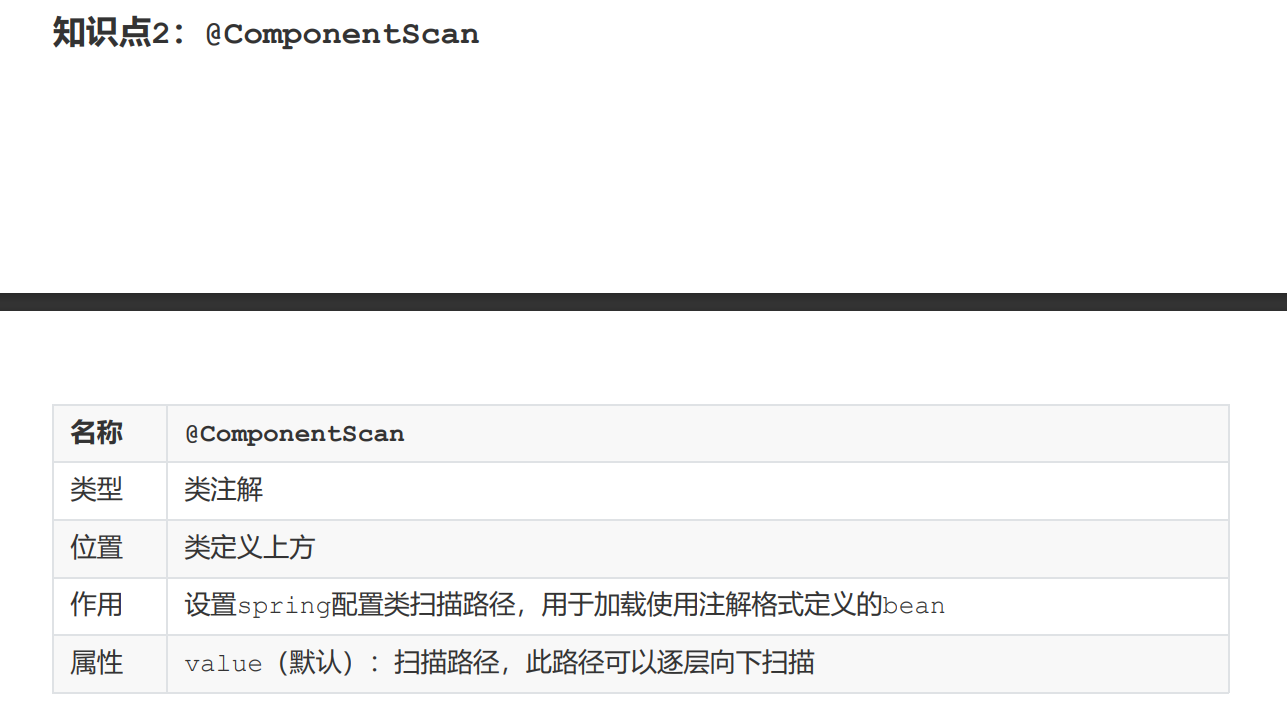 知识点2：@ComponentScan
名称 @ComponentScan
类型 类注解
位置 类定义上方
作用 设置spring配置类扫描路径，用于加载使用注解格式定义的bean
属性 value（默认）：扫描路径，此路径可以逐层向下扫描